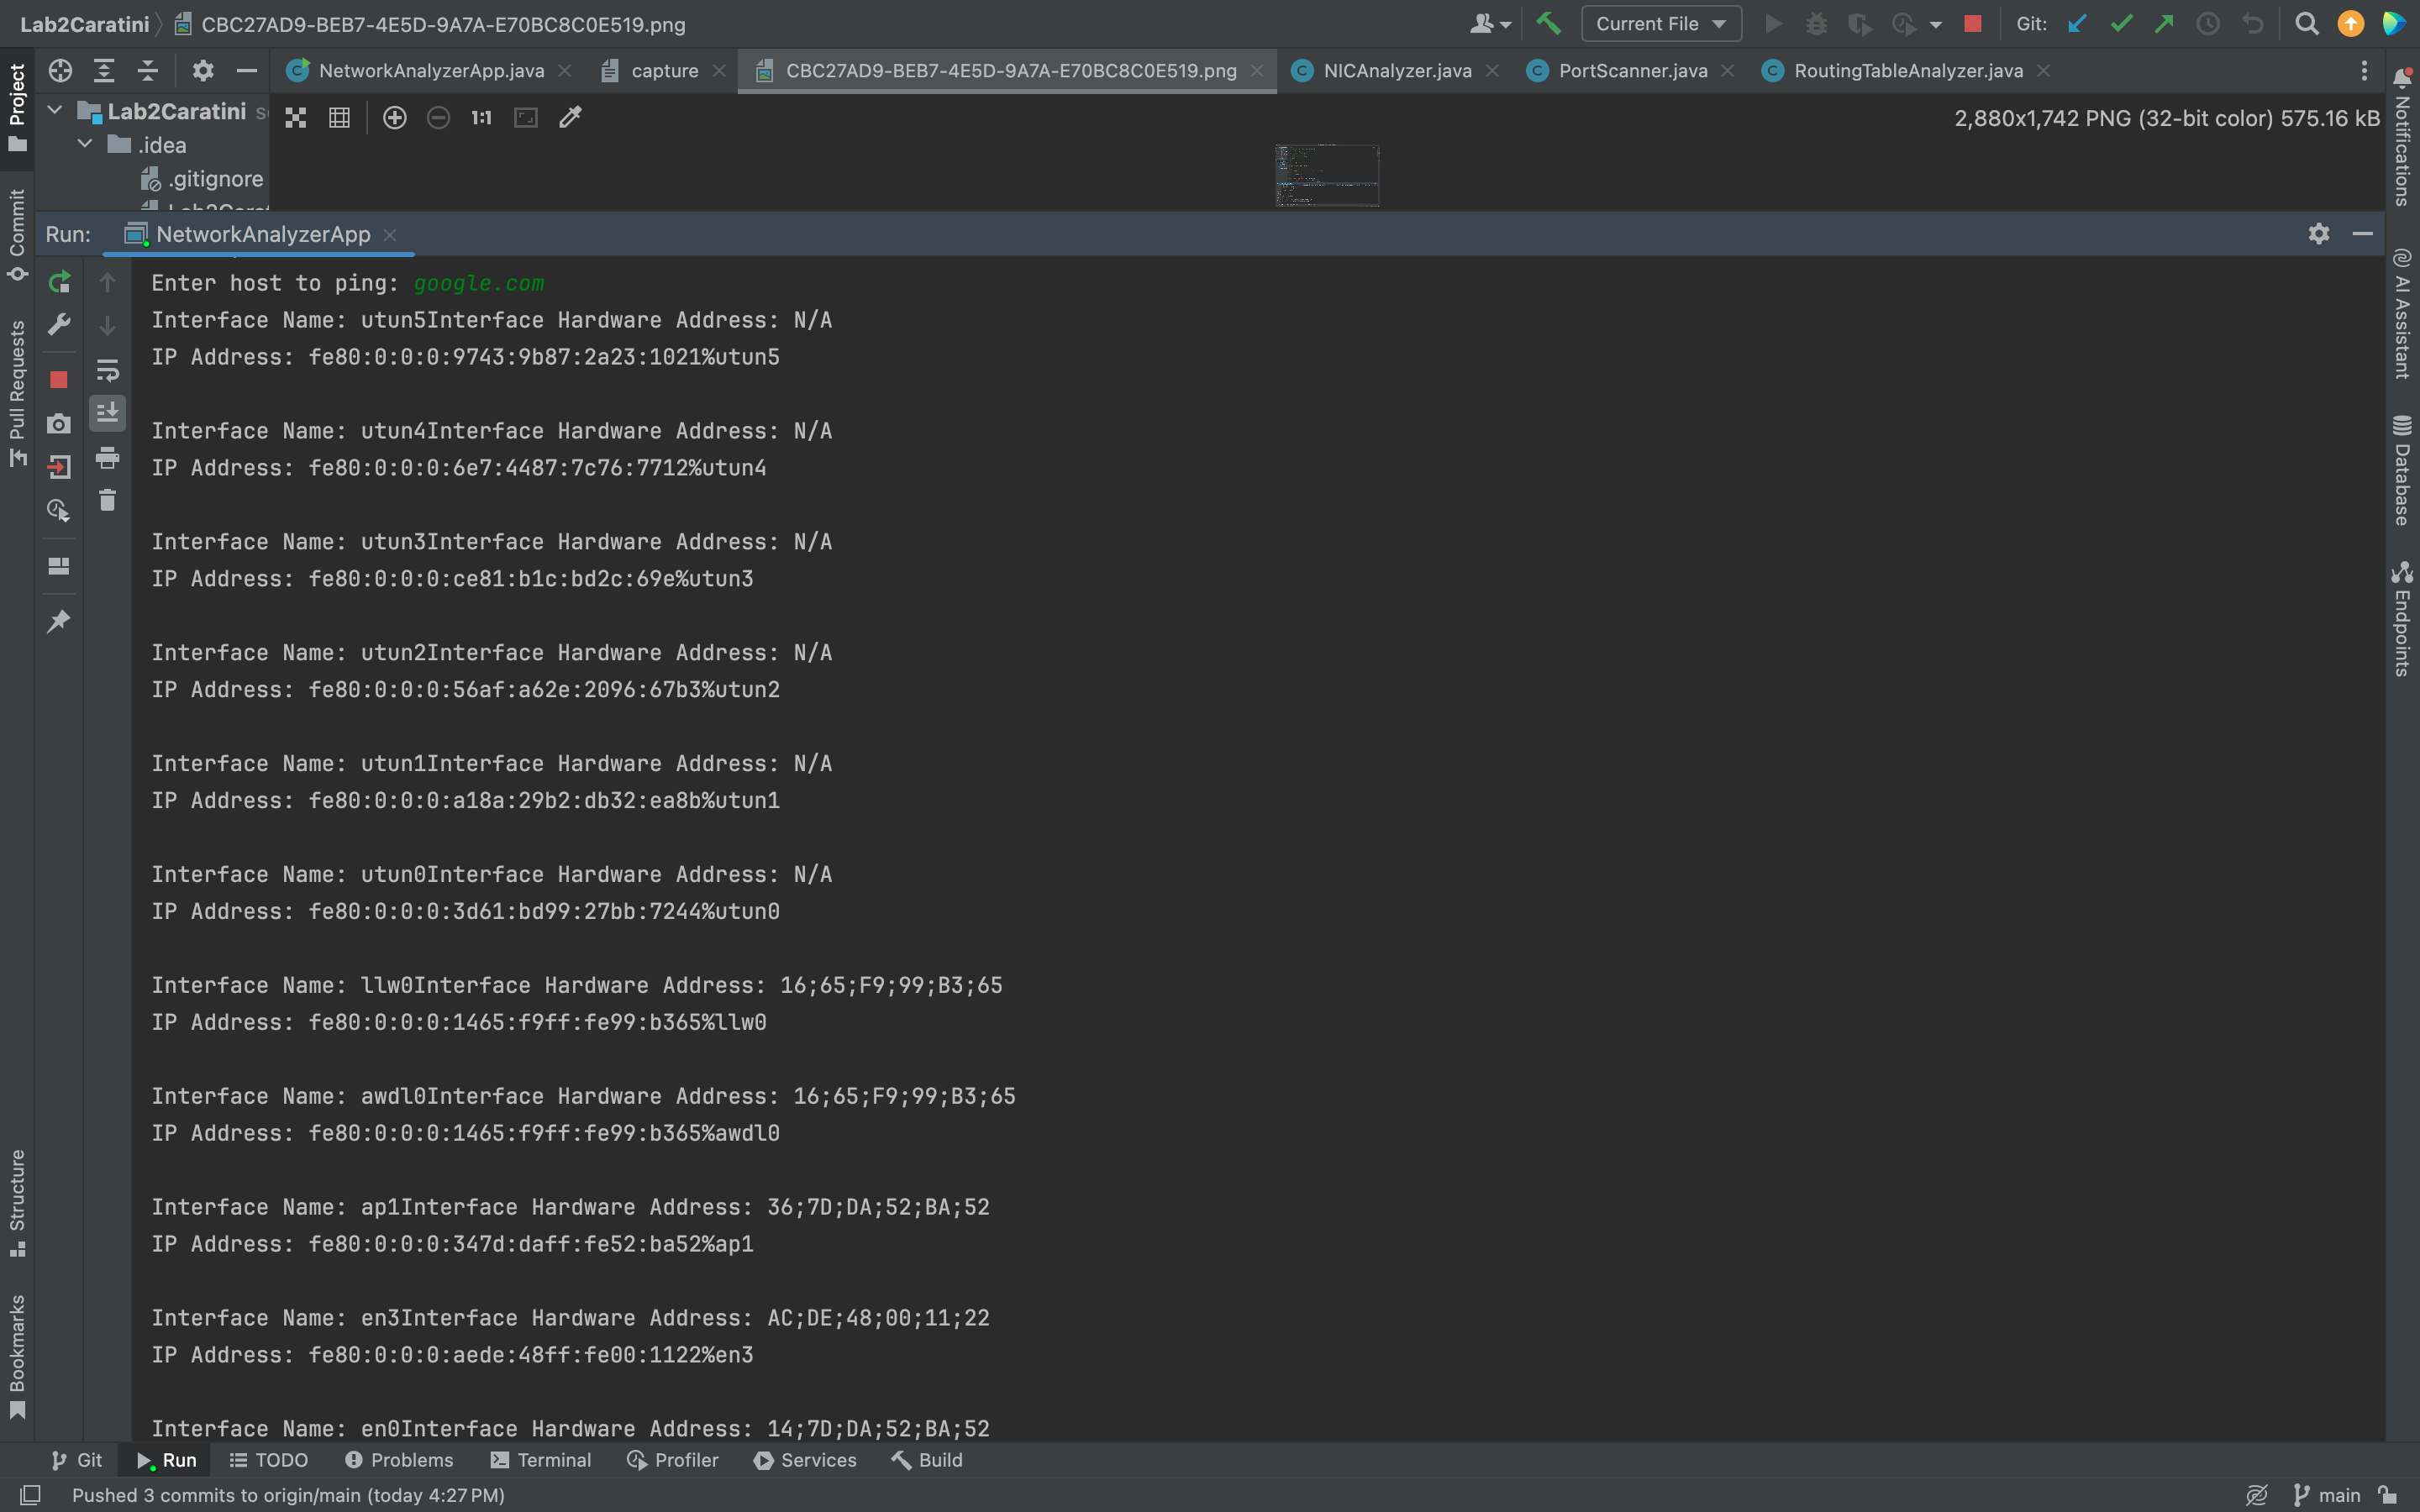 Lab2Caratini CBC27AD9-BEB7-4E5D-9A7A-E70BC8C0E519.png Current File Git:
NetworkAnalyzerApp.java capture CBC27AD9-BEB7-4E5D-9A7A-E70BC8C0E519.png NICAnalyzer.java PortScanner.java RoutingTableAnalyzer.java
Project
Commit
Pull Requests
Structure
Bookmarks
Lab2Caratini
.idea
.gitignore
1:1
2,880x1,742 PNG (32-bit color) 575.16 kB
Run: NetworkAnalyzerApp
Enter host to ping: google.com
Interface Name: utun5Interface Hardware Address: N/A
IP Address: fe80:0:0:0:9743:9b87:2a23:1021%utun5
Interface Name: utun4Interface Hardware Address: N/A
IP Address: fe80:0:0:0:6e7:4487:7c76:7712%utun4
Interface Name: utun3Interface Hardware Address: N/A
IP Address: fe80:0:0:0:ce81:b1c:bd2c:69e%utun3
Interface Name: utun2Interface Hardware Address: N/A
IP Address: fe80:0:0:0:56af:a62e:2096:67b3%utun2
Interface Name: utun1Interface Hardware Address: N/A
IP Address: fe80:0:0:0:a18a:29b2:db32:ea8b%utun1
Interface Name: utun0Interface Hardware Address: N/A
IP Address: fe80:0:0:0:3d61:bd99:27bb:7244%utun0
Interface Name: llw0Interface Hardware Address: 16;65;F9;99;B3;65
IP Address: fe80:0:0:0:1465:f9ff:fe99:b365%llw0
Interface Name: awdl0Interface Hardware Address: 16;65;F9;99;B3;65
IP Address: fe80:0:0:0:1465:f9ff:fe99:b365%awdl0
Interface Name: ap1Interface Hardware Address: 36;7D;DA;52;BA;52
IP Address: fe80:0:0:0:347d:daff:fe52:ba52%ap1
Interface Name: en3Interface Hardware Address: AC;DE;48;00;11;22
IP Address: fe80:0:0:0:aede:48ff:fe00:1122%en3
Interface Name: en0Interface Hardware Address: 14;7D;DA;52;BA;52
Notifications
AI Assistant
Database
Endpoints
Git Run TODO Problems Terminal Profiler Services Build
Pushed 3 commits to origin/main (today 4:27 PM) main